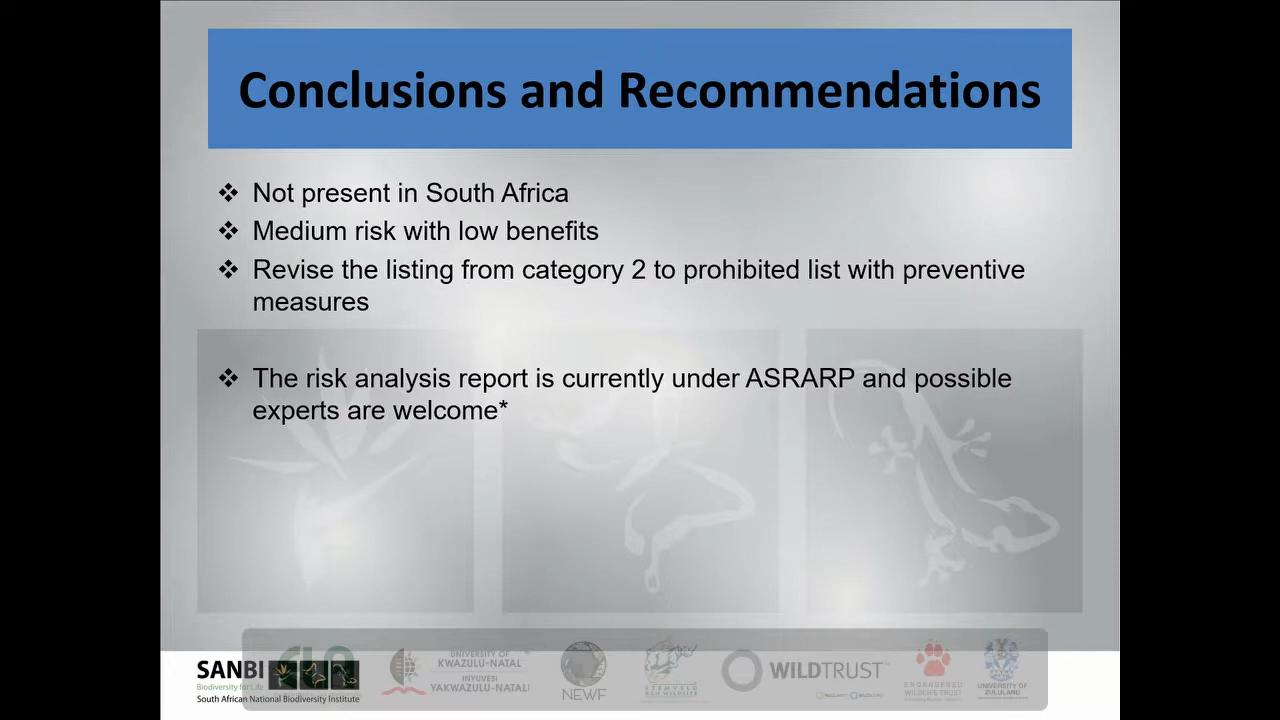 Conclusions and Recommendations
❖ Not present in South Africa
❖ Medium risk with low benefits
❖ Revise the listing from category 2 to prohibited list with preventive
measures
❖ The risk analysis report is currently under ASRARP and possible
experts are welcome*
SANBI
Biodiversity for Life
South African National Biodiversity Institute
UNIVERSITY OF
KWAZULU-NATAL
INYUVESI
YAKWAZULU-NATALI
NEWF
WILDTRUST
ENDANGERED
WILDLIFE TRUST
UNIVERSITY OF
ZULULAND